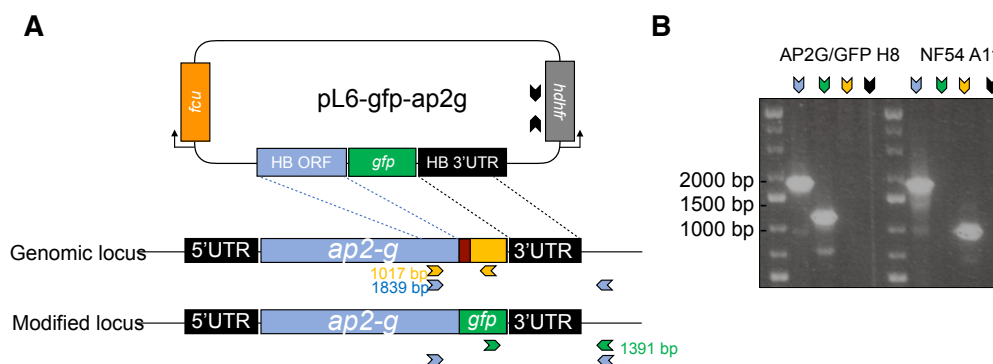 A
fcu
pL6-gfp-ap2g
hdhfr
HB ORF
gfp
HB 3'UTR
Genomic locus
5'UTR
ap2-g
3'UTR
1017 bp
1839 bp
Modified locus
5'UTR
ap2-g
gfp
3'UTR
1391 bp
B
AP2G/GFP H8
NF54 A11
2000 bp -
1500 bp
1000 bp -